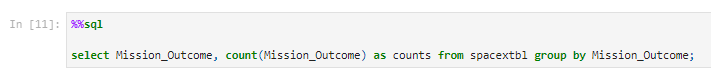 In [11]: %%sql
select Mission_Outcome, count(Mission_Outcome) as counts from spacextbl group by Mission_Outcome;